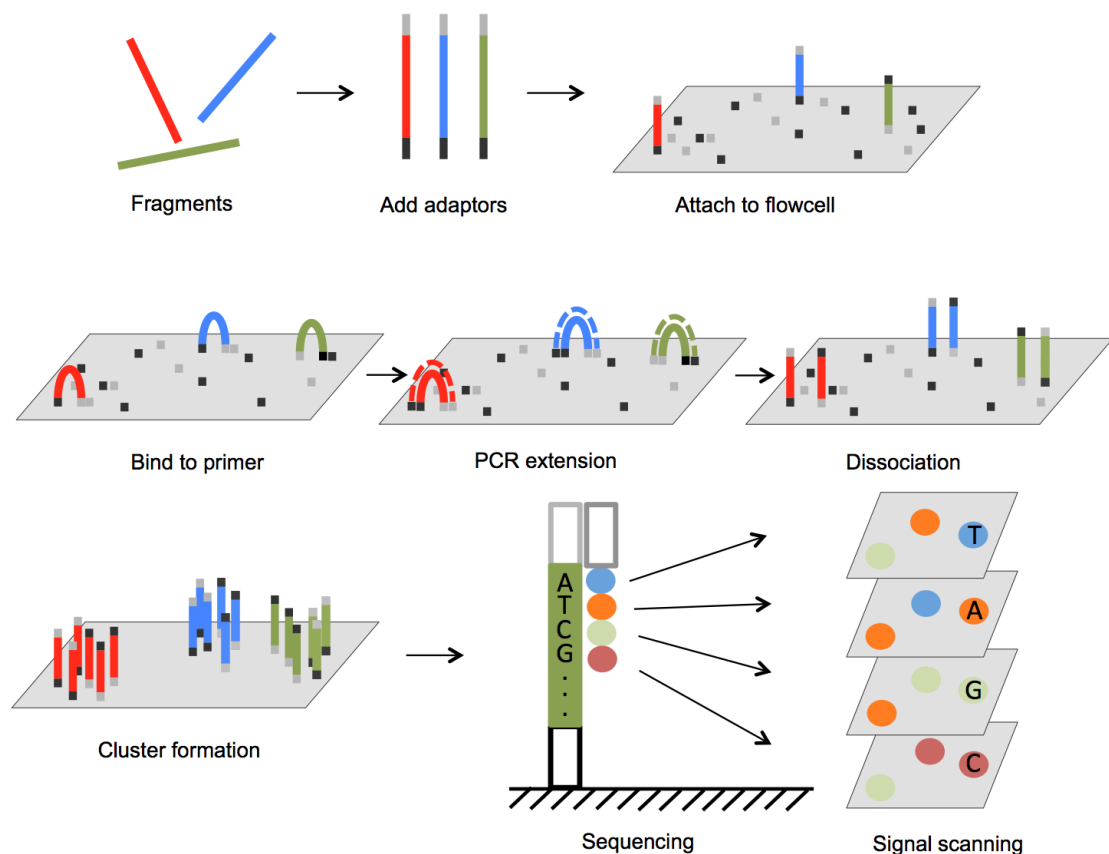 Fragments
Add adaptors
Attach to flowcell
Bind to primer
PCR extension
Dissociation
Cluster formation
A
T
C
G
.
.
.
Sequencing
T
A
G
C
Signal scanning